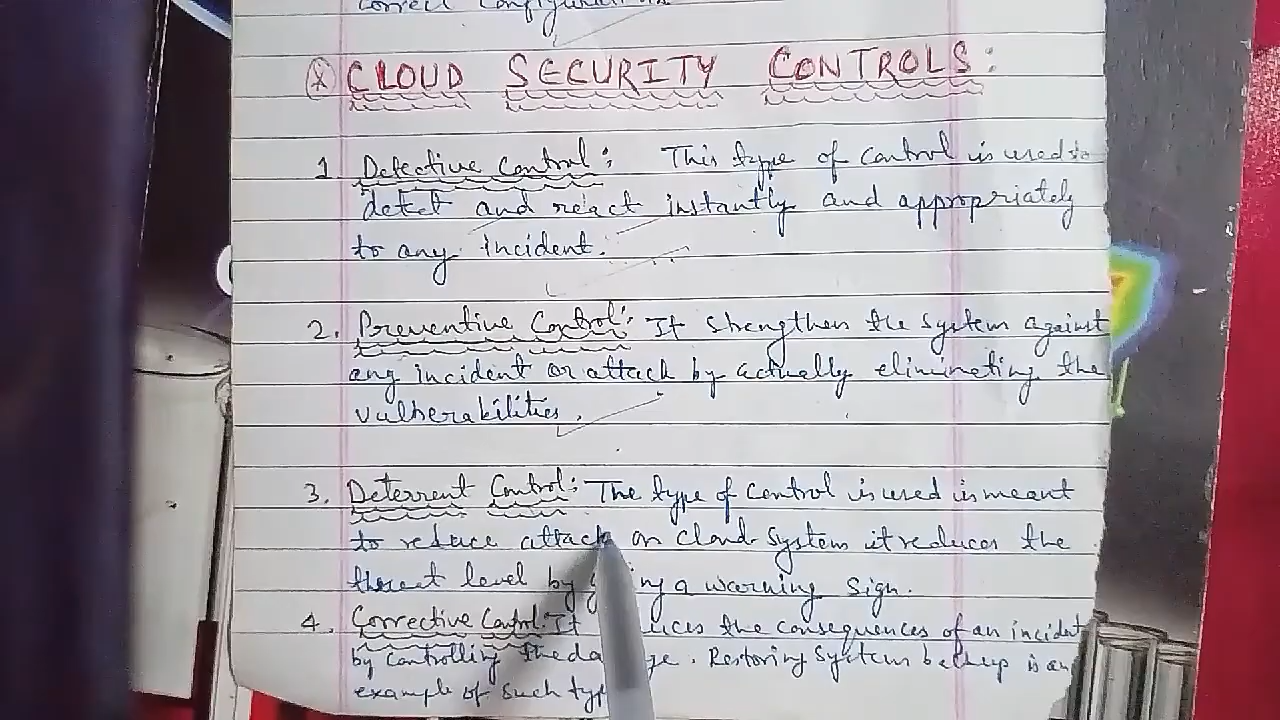 correct configuration
CLOUD SECURITY CONTROLS:
1. Detective Control: This type of control is used to
detect and react instantly and appropriately
to any incident.
2. Preventive Control: It strengthen the system against
any incident or attack by actually eliminating the
vulnerabilities.
3. Deterrent Control: The type of control is used is meant
to reduce attack on cloud system it reduces the
threat level by a warning sign.
4. Corrective Control: It the consequences of an incident
by controlling the . Restoring system backup is an
example of such type